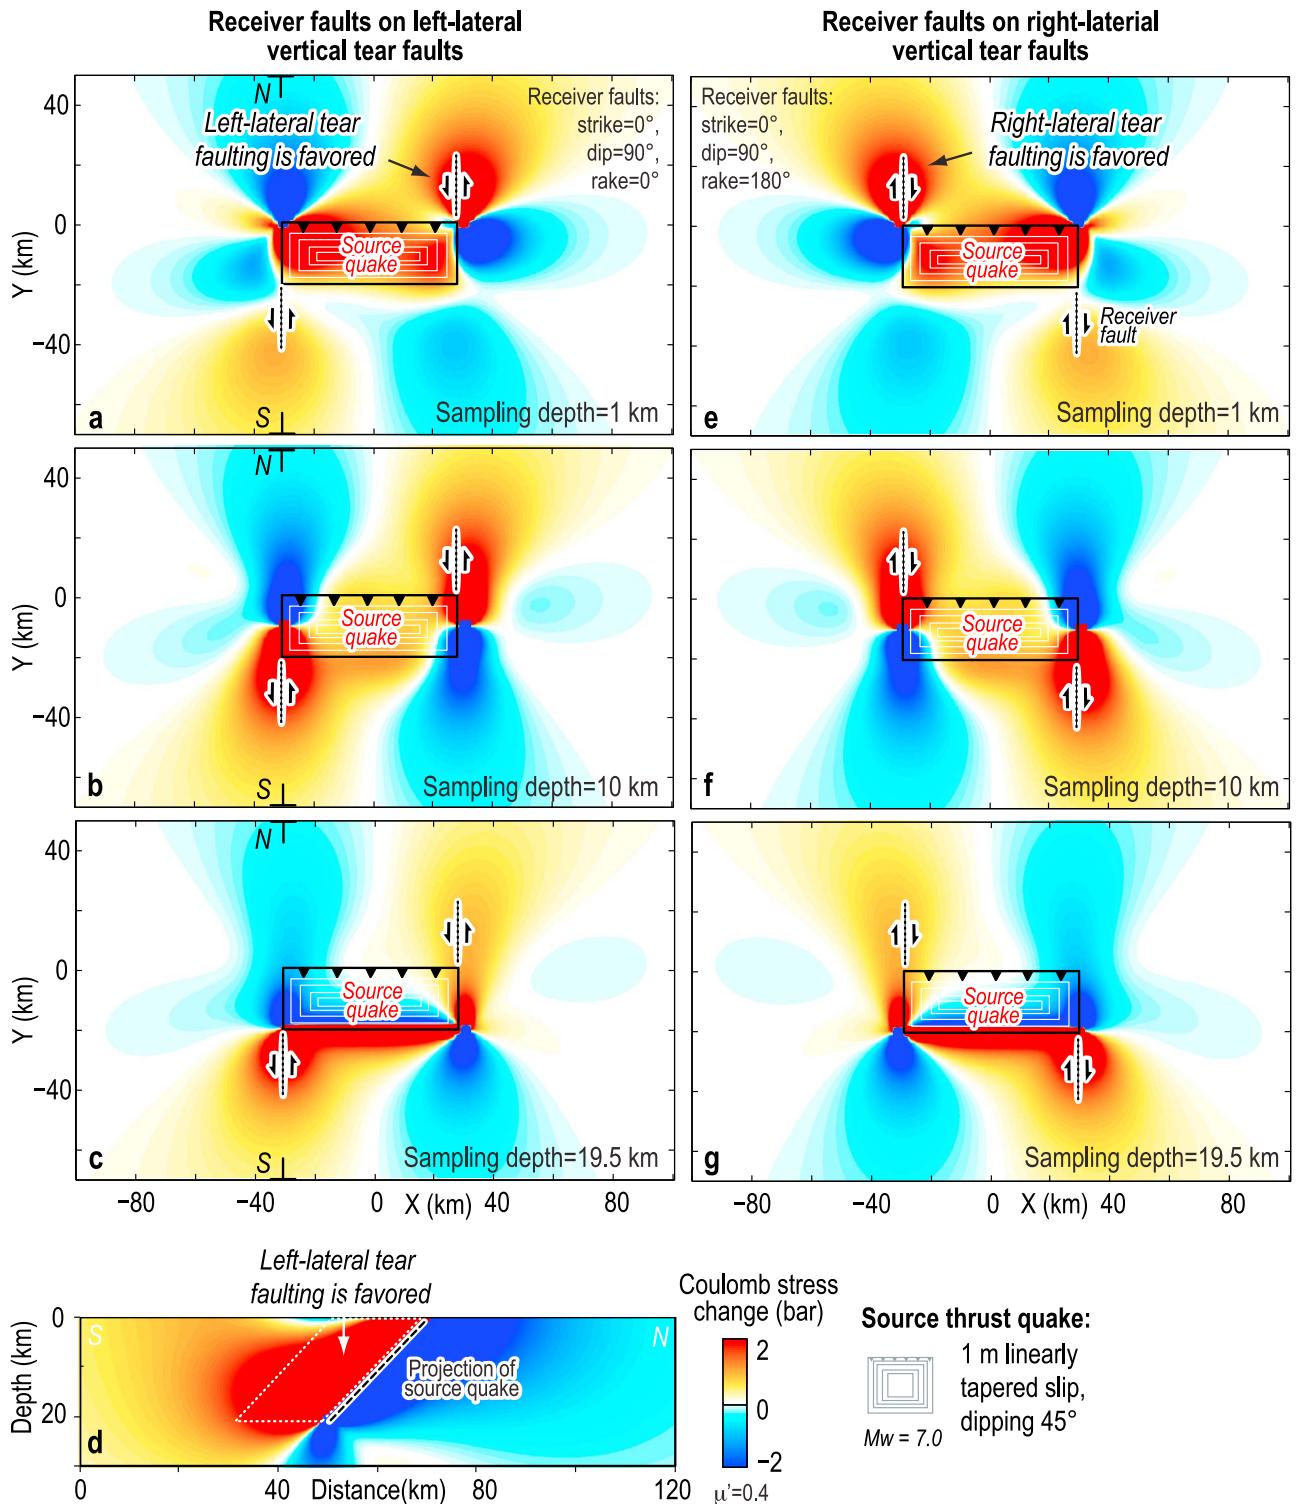 Receiver faults on left-lateral
vertical tear faults
Receiver faults on right-laterial
vertical tear faults
N
Left-lateral tear
faulting is favored
Receiver faults:
strike=0°,
dip=90°,
rake=0°
Source
quake
40
0
−40
Y (km)
a
S
Sampling depth=1 km
Receiver faults:
strike=0°,
dip=90°,
rake=180°
Right-lateral tear
faulting is favored
Source
quake
Receiver
fault
e
Sampling depth=1 km
N
Source
quake
40
0
−40
Y (km)
b
S
Sampling depth=10 km
Source
quake
f
Sampling depth=10 km
N
Source
quake
40
0
−40
Y (km)
c
S
Sampling depth=19.5 km
−80
−40
0
X (km)
40
80
Source
quake
g
Sampling depth=19.5 km
−80
−40
0
X (km)
40
80
Left-lateral tear
faulting is favored
0
20
Depth (km)
S
N
Projection of
source quake
d
0
40
Distance(km)
80
120
Coulomb stress
change (bar)
2
0
−2
μ'=0.4
Source thrust quake:
1 m linearly
tapered slip,
dipping 45°
Mw = 7.0